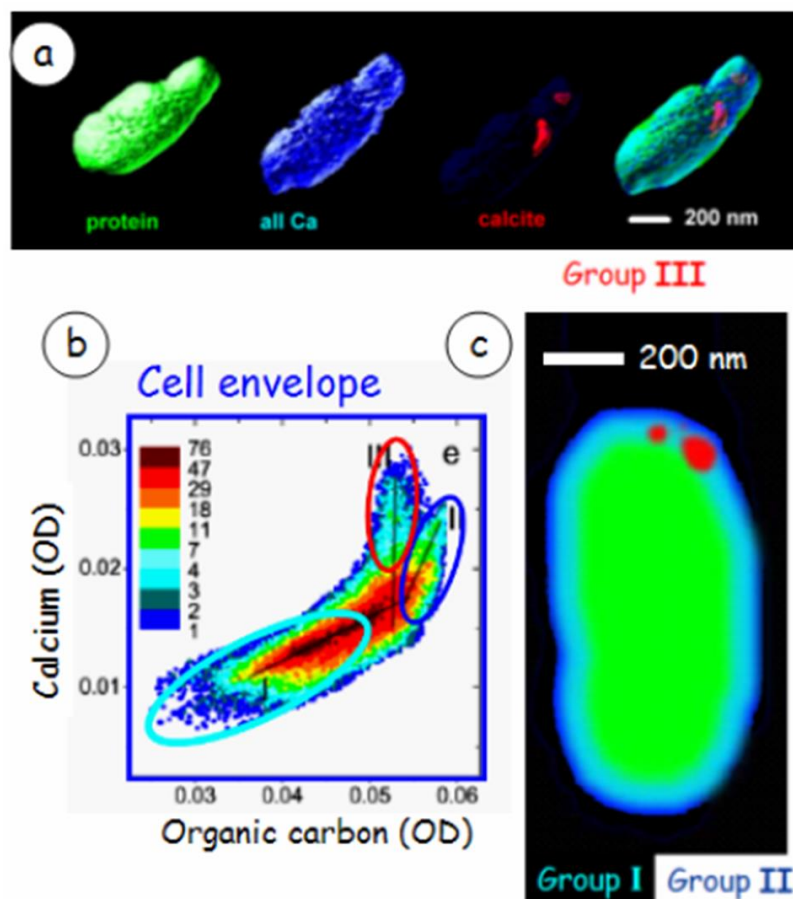 a
protein all Ca calcite 200 nm
Group III
b
c
200 nm
Cell envelope
0.03
0.02
0.01
76
47
29
18
11
7
4
3
2
1
e
I
Calcium (OD)
0.03 0.04 0.05 0.06
Organic carbon (OD)
Group I Group II